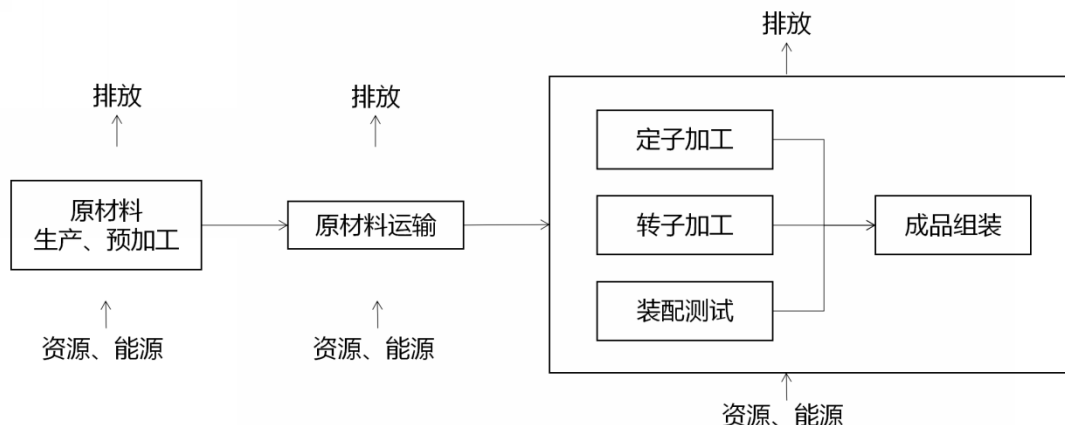 排放
排放
排放
原材料
生产、预加工
原材料运输
定子加工
转子加工
装配测试
成品组装
资源、能源
资源、能源
资源、能源